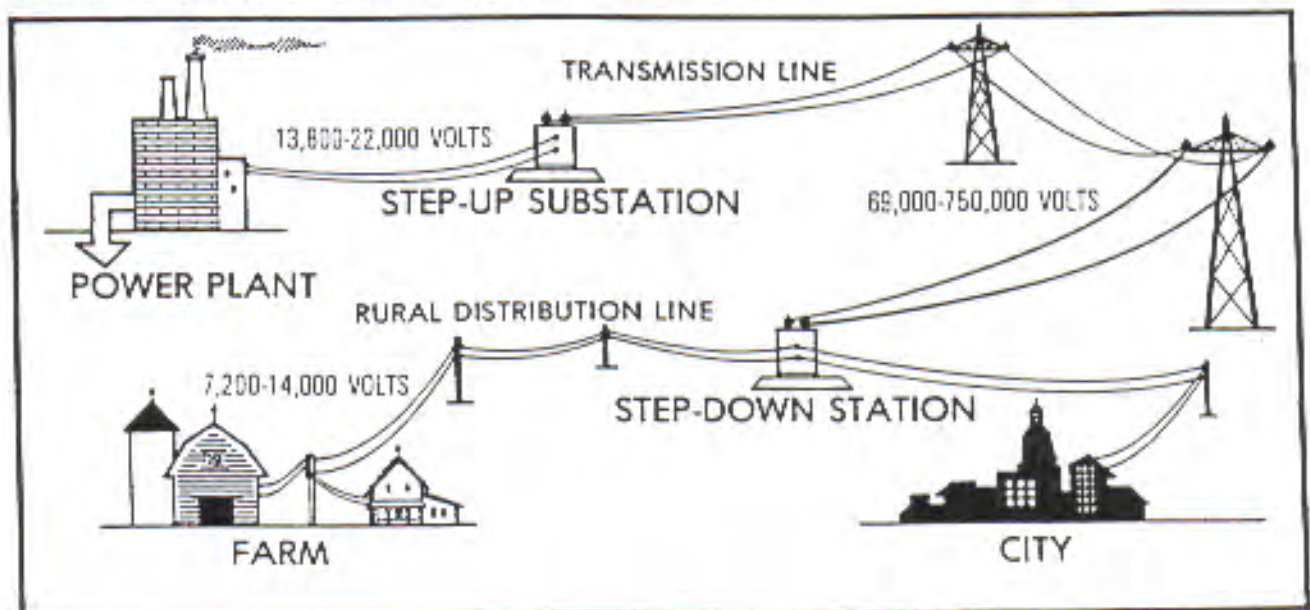 TRANSMISSION LINE
13,800-22,000 VOLTS
STEP-UP SUBSTATION
69,000-750,000 VOLTS
POWER PLANT
RURAL DISTRIBUTION LINE
7,200-14,000 VOLTS
STEP-DOWN STATION
FARM
CITY